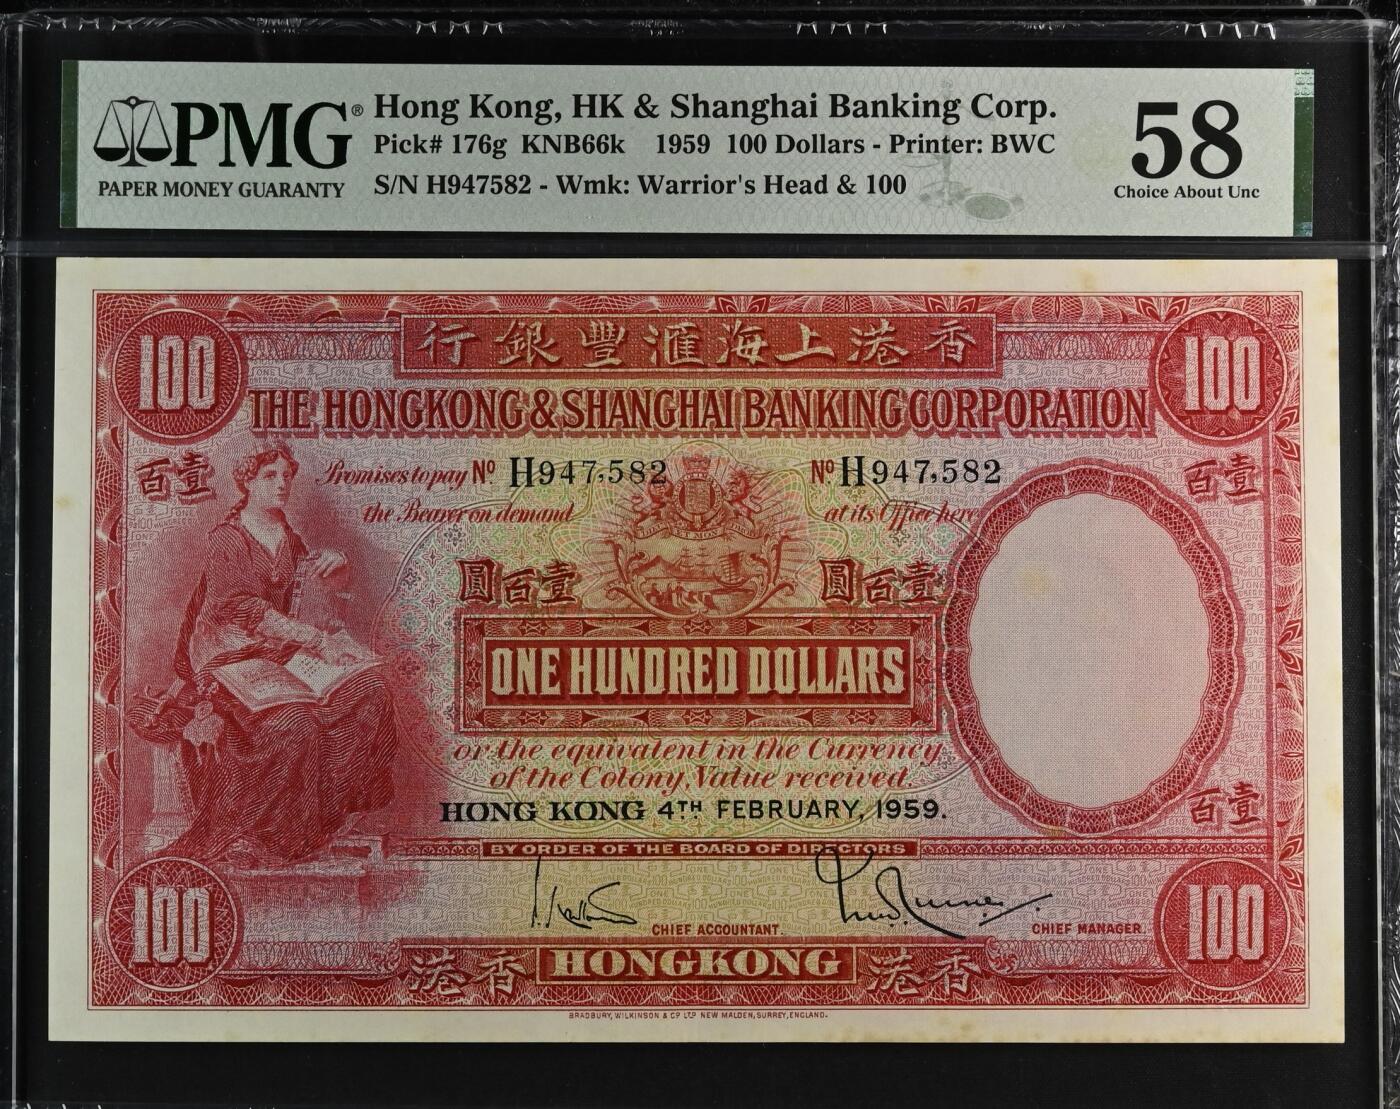 PMG®
PAPER MONEY GUARANTY
Hong Kong, HK & Shanghai Banking Corp.
Pick# 176g KNB66k 1959 100 Dollars - Printer: BWC
S/N H947582 - Wmk: Warrior's Head & 100
58
Choice About Unc
行銀豐滙海上港香
100
100
THE HONGKONG & SHANGHAI BANKING CORPORATION
百壹
百壹
Promises to pay
No H947,582
No H947,582
the Bearer on demand
at its Office here
圓百壹
圓百壹
ONE HUNDRED DOLLARS
or the equivalent in the Currency
of the Colony, Value received.
百壹
HONG KONG 4TH FEBRUARY, 1959.
BY ORDER OF THE BOARD OF DIRECTORS
100
100
CHIEF ACCOUNTANT.
CHIEF MANAGER.
港香
HONGKONG
港香
BRADBURY, WILKINSON & Co LTD NEW MALDEN, SURREY, ENGLAND.